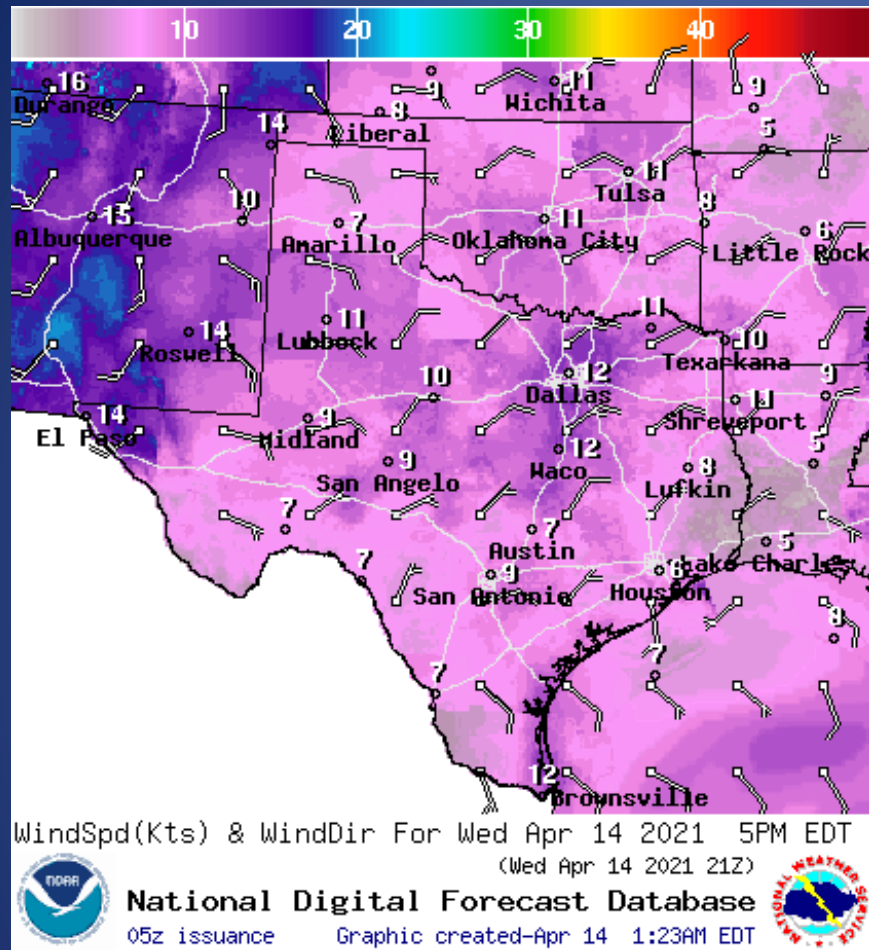 10 20 30 40
16 9 11 9
Durango Wichita
8
Liberal
14 5
11
Tulsa
10 8
15 7 11 6
Albuquerque Amarillo Oklahoma City Little Rock
11 11
14 10
Roswell Lubbock Texarkana
12
Dallas
10 9
14 9 11
El Paso Midland Shreveport
12
9 Waco 8 5
San Angelo Lufkin
7 7 5
Austin
Lake Charles
7 9 6
San Antonio Houston
8
7 7
12
Brownsville
WindSpd(Kts) & WindDir For Wed Apr 14 2021 5PM EDT
(Wed Apr 14 2021 21Z)
NOAA
National Digital Forecast Database
05z issuance Graphic created-Apr 14 1:23AM EDT
NATIONAL WEATHER SERVICE